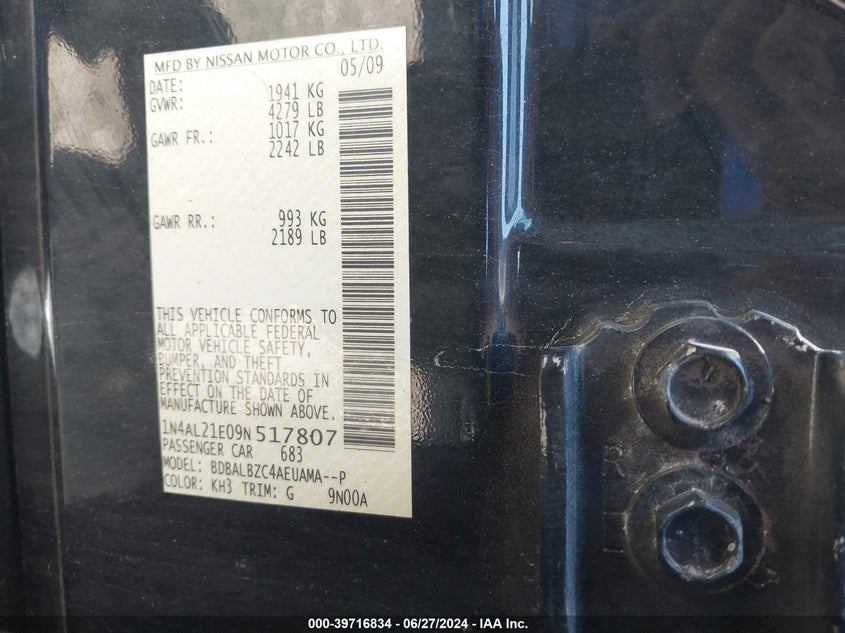 MFD BY NISSAN MOTOR CO., LTD.
05/09
DATE:
GVWR: 1941 KG
4279 LB
GAWR FR.: 1017 KG
2242 LB
GAWR RR.: 993 KG
2189 LB
THIS VEHICLE CONFORMS TO
ALL APPLICABLE FEDERAL
MOTOR VEHICLE SAFETY,
BUMPER, AND THEFT
PREVENTION STANDARDS IN
EFFECT ON THE DATE OF
MANUFACTURE SHOWN ABOVE.
1N4AL21E09N517807
PASSENGER CAR 683
MODEL: BDBALBZC4AEUAMA--P
COLOR: KH3 TRIM: G 9N00A
R
000-39716834 - 06/27/2024 - IAA Inc.